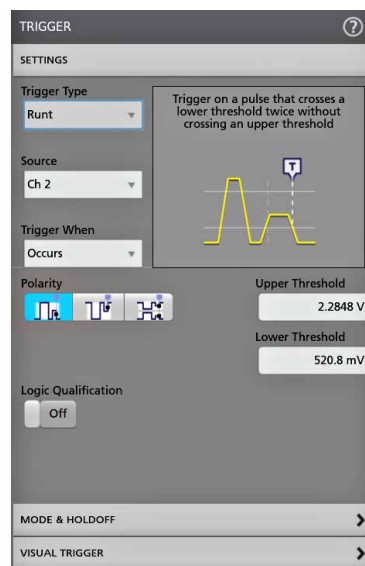 TRIGGER
?
SETTINGS
Trigger Type
Runt
Trigger on a pulse that crosses a
lower threshold twice without
crossing an upper threshold
T
Source
Ch 2
Trigger When
Occurs
Polarity
Upper Threshold
2.2848 V
Lower Threshold
520.8 mV
Logic Qualification
Off
MODE & HOLDOFF
VISUAL TRIGGER